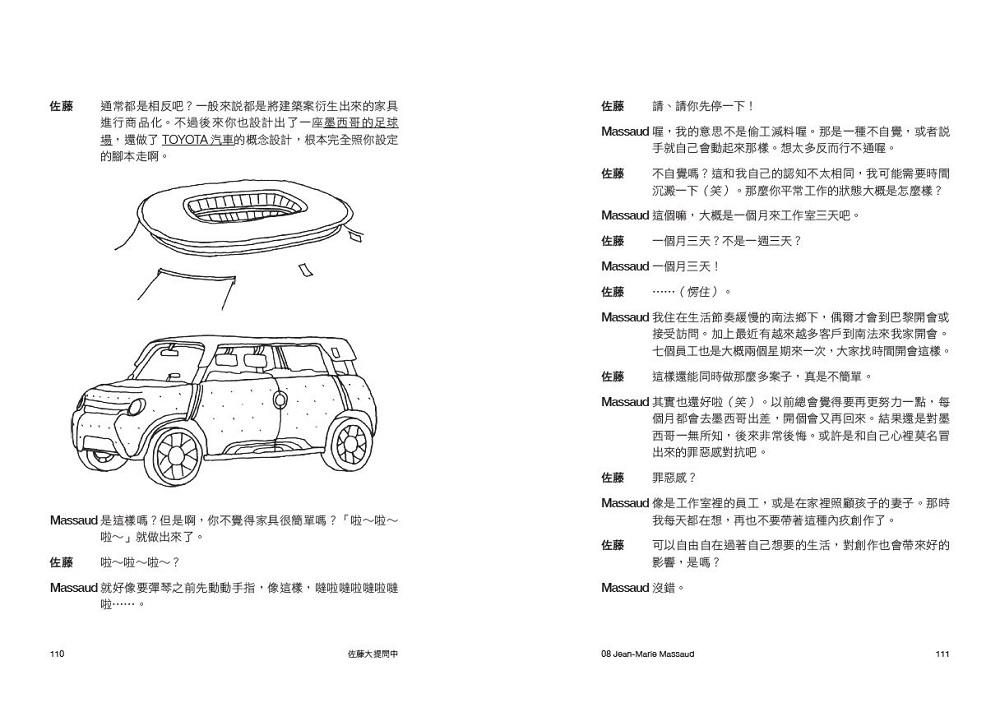 佐藤 通常都是相反吧？一般來說都是將建築案衍生出來的家具
進行商品化。不過後來你也設計出了一座墨西哥的足球
場，還做了 TOYOTA 汽車的概念設計，根本完全照你設定
的腳本走啊。
Massaud 是這樣嗎？但是啊，你不覺得家具很簡單嗎？「啦～啦～
啦～」就做出來了。
佐藤 啦～啦～啦～？
Massaud 就好像要彈琴之前先動動手指，像這樣，噠啦噠啦噠啦噠
啦……。
110
佐藤大提問中
佐藤 請、請你先停一下！
Massaud 喔，我的意思不是偷工減料喔。那是一種不自覺，或者説
手就自己會動起來那樣。想太多反而行不通喔。
佐藤 不自覺嗎？這和我自己的認知不太相同，我可能需要時間
沉澱一下（笑）。那麼你平常工作的狀態大概是怎麼樣？
Massaud 這個嘛，大概是一個月來工作室三天吧。
佐藤 一個月三天？不是一週三天？
Massaud 一個月三天！
佐藤 ……（愣住）。
Massaud 我住在生活節奏緩慢的南法鄉下，偶爾才會到巴黎開會或
接受訪問。加上最近有越來越多客戶到南法來我家開會。
七個員工也是大概兩個星期來一次，大家找時間開會這樣。
佐藤 這樣還能同時做那麼多案子，真是不簡單。
Massaud 其實也還好啦（笑）。以前總會覺得要再更努力一點，每
個月都會去墨西哥出差，開個會又再回來。結果還是對墨
西哥一無所知，後來非常後悔。或許是和自己心裡莫名冒
出來的罪惡感對抗吧。
佐藤 罪惡感？
Massaud 像是工作室裡的員工，或是在家裡照顧孩子的妻子。那時
我每天都在想，再也不要帶著這種內疚創作了。
佐藤 可以自由自在過著自己想要的生活，對創作也會帶來好的
影響，是嗎？
Massaud 沒錯。
08 Jean-Marie Massaud
111